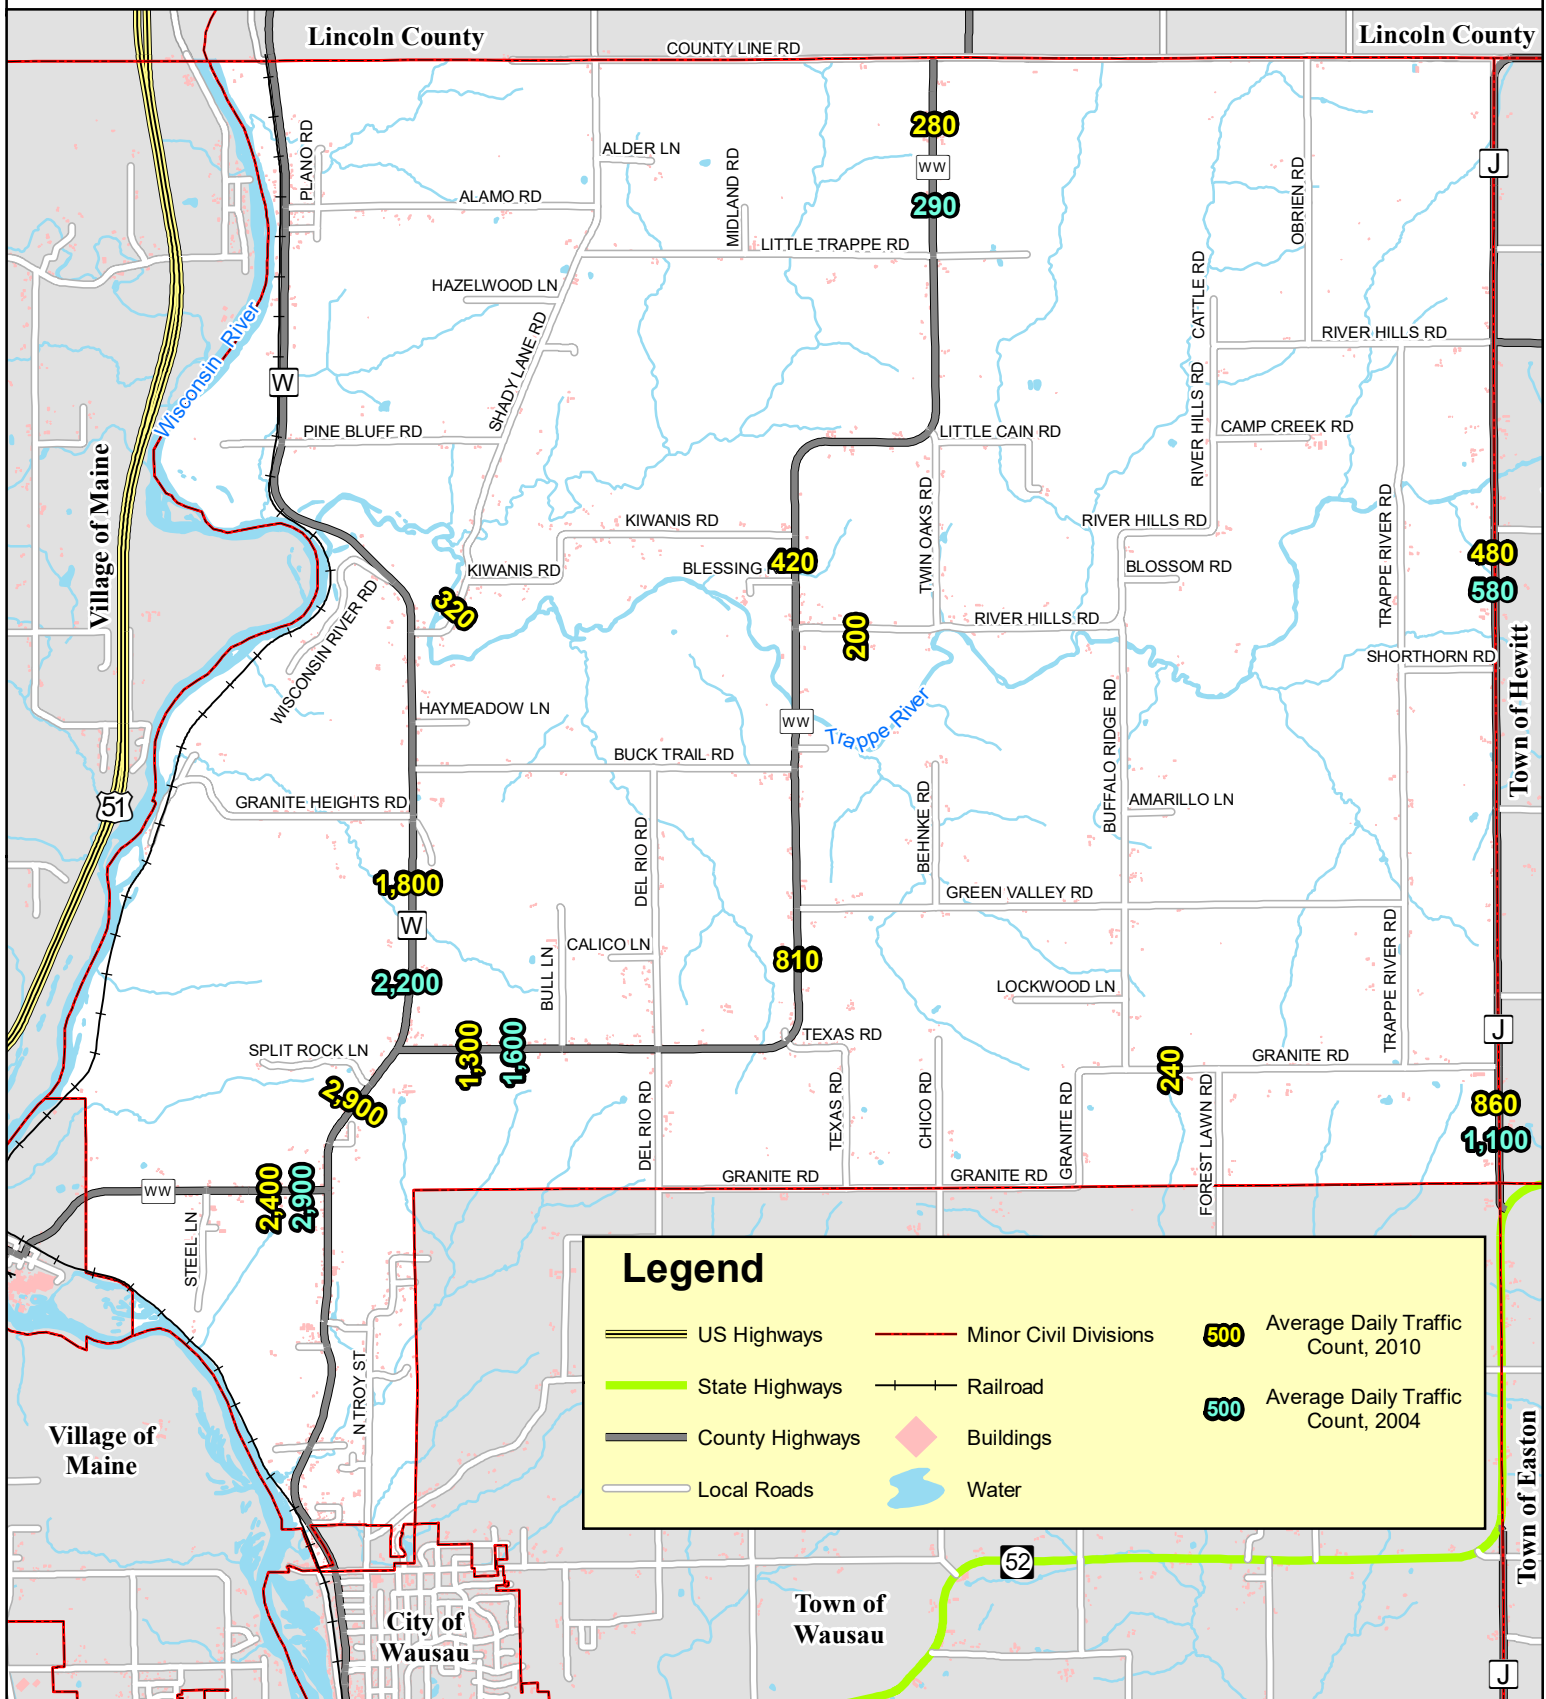 Lincoln County
Lincoln County
COUNTY LINE RD
280
WW
290
J
PLANO RD
ALDER LN
MIDLAND RD
ALAMO RD
OBRIEN RD
LITTLE TRAPPE RD
HAZELWOOD LN
CATTLE RD
RIVER HILLS RD
Wisconsin River
SHADY LANE RD
W
RIVER HILLS RD
PINE BLUFF RD
LITTLE CAIN RD
CAMP CREEK RD
Village of Maine
TWIN OAKS RD
TRAPPE RIVER RD
KIWANIS RD
RIVER HILLS RD
480
580
420
BLESSING
KIWANIS RD
BLOSSOM RD
320
WISCONSIN RIVER RD
200
RIVER HILLS RD
SHORTHORN RD
Town of Hewitt
HAYMEADOW LN
WW
Trappe River
BUFFALO RIDGE RD
BUCK TRAIL RD
51
GRANITE HEIGHTS RD
DEL RIO RD
BEHNKE RD
AMARILLO LN
1,800
GREEN VALLEY RD
W
CALICO LN
BULL LN
810
TRAPPE RIVER RD
2,200
LOCKWOOD LN
J
TEXAS RD
1,300
1,600
SPLIT ROCK LN
240
GRANITE RD
2,900
DEL RIO RD
TEXAS RD
CHICO RD
GRANITE RD
FOREST LAWN RD
860
1,100
GRANITE RD
GRANITE RD
WW
2,400
2,900
STEEL LN
N TROY ST
Legend
US Highways
State Highways
County Highways
Local Roads
Minor Civil Divisions
Railroad
Buildings
Water
500
Average Daily Traffic
Count, 2010
500
Average Daily Traffic
Count, 2004
Village of
Maine
Town of Easton
52
City of
Wausau
Town of
Wausau
J